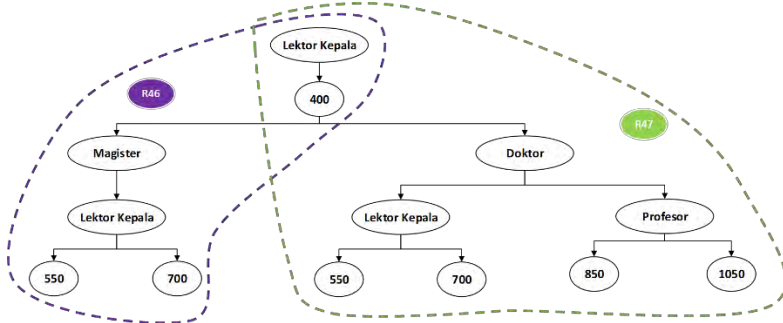 Lektor Kepala
R46
400
R47
Magister
Doktor
Lektor Kepala
Lektor Kepala
Profesor
550
700
550
700
850
1050